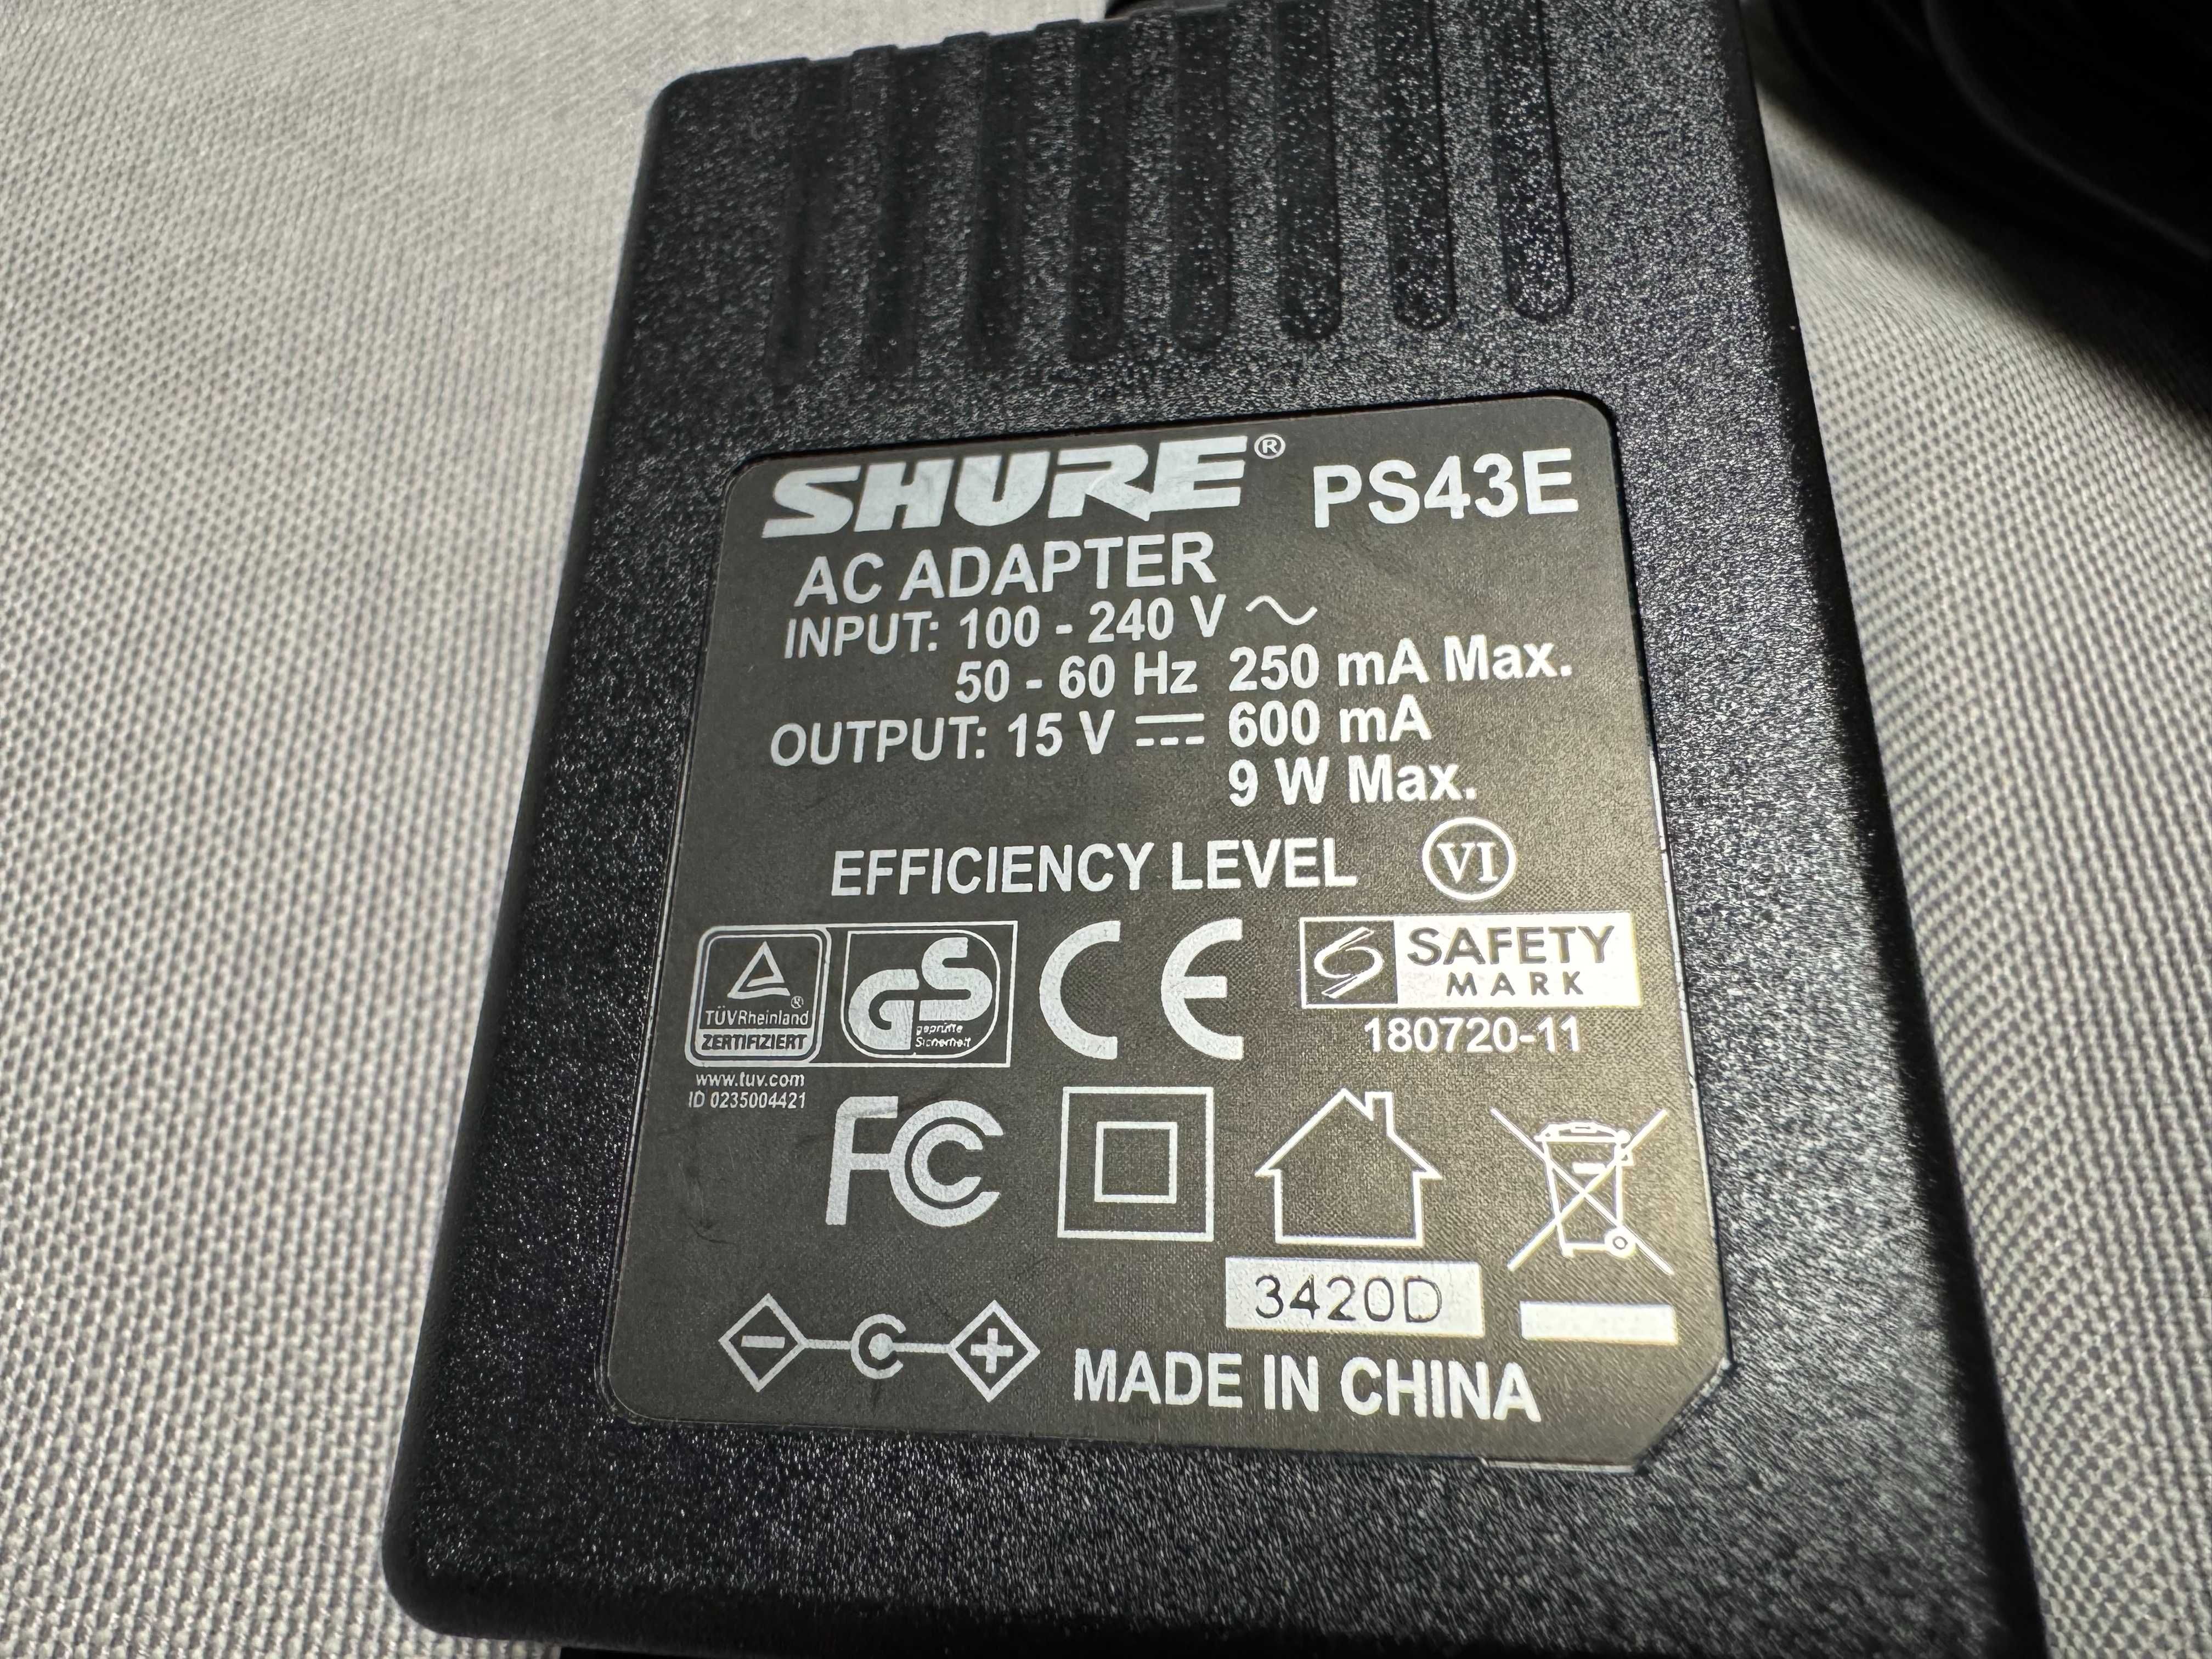 SHURE® PS43E
AC ADAPTER
INPUT: 100 - 240 V ~
50 - 60 Hz 250 mA Max.
OUTPUT: 15 V ⎓ 600 mA
9 W Max.
EFFICIENCY LEVEL VI
TÜVRheinland®
ZERTIFIZIERT
GS
geprüfte
Sicherheit
CE
SAFETY
MARK
180720-11
www.tuv.com
ID 0235004421
FC
3420D
MADE IN CHINA